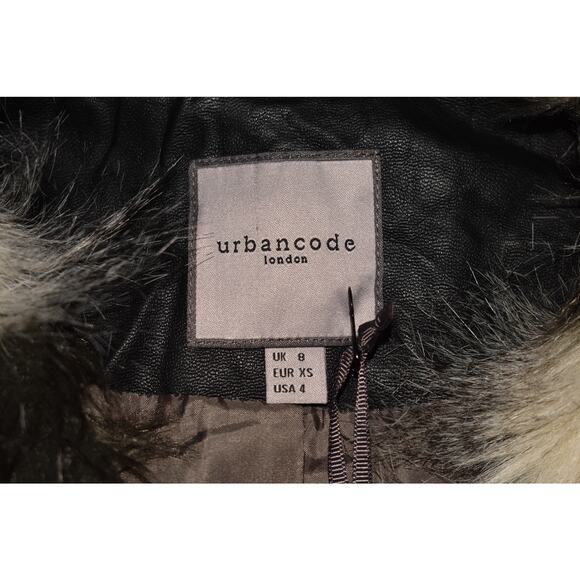 urbancode
london
UK 8
EUR XS
USA 4